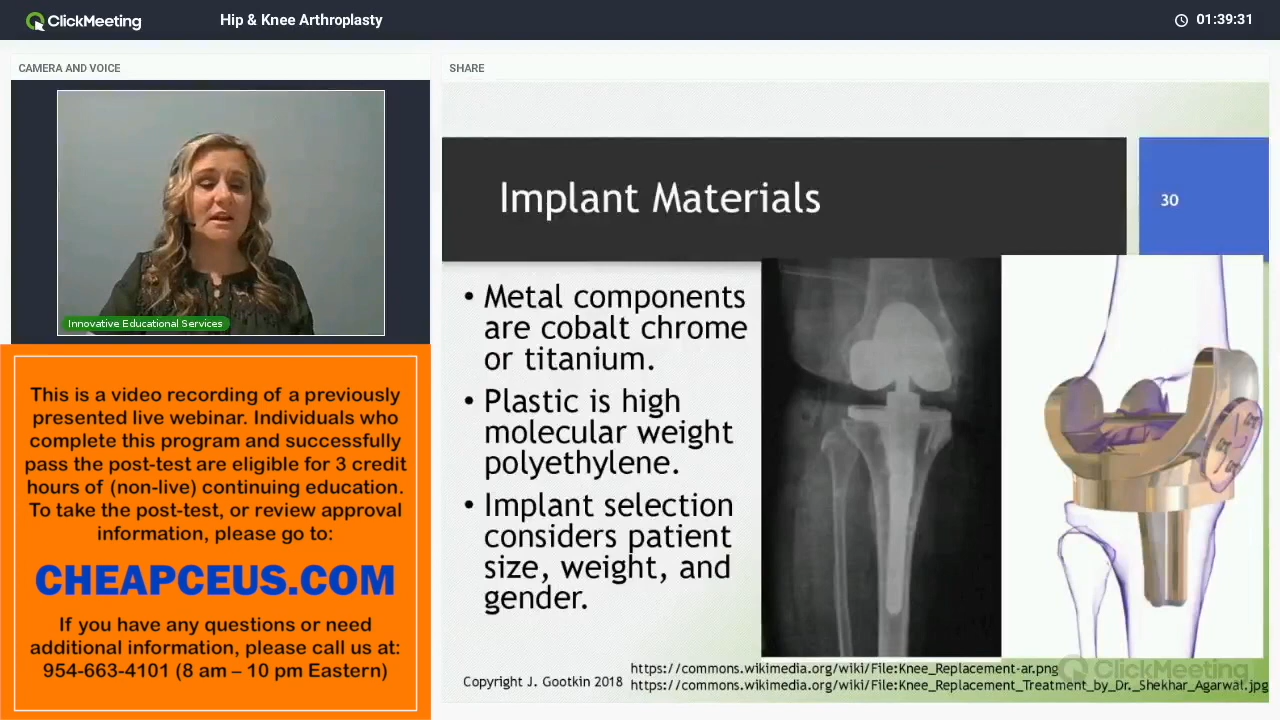 ClickMeeting
Hip & Knee Arthroplasty
01:39:31
CAMERA AND VOICE
Innovative Educational Services
This is a video recording of a previously
presented live webinar. Individuals who
complete this program and successfully
pass the post-test are eligible for 3 credit
hours of (non-live) continuing education.
To take the post-test, or review approval
information, please go to:
CHEAPCEUS.COM
If you have any questions or need
additional information, please call us at:
954-663-4101 (8 am – 10 pm Eastern)
SHARE
Implant Materials
30
• Metal components
are cobalt chrome
or titanium.
• Plastic is high
molecular weight
polyethylene.
• Implant selection
considers patient
size, weight, and
gender.
https://commons.wikimedia.org/wiki/File:Knee_Replacement-ar.png
Copyright J. Gootkin 2018
https://commons.wikimedia.org/wiki/File:Knee_Replacement_Treatment_by_Dr._Shekhar_Agarwal.jpg
ClickMeeting